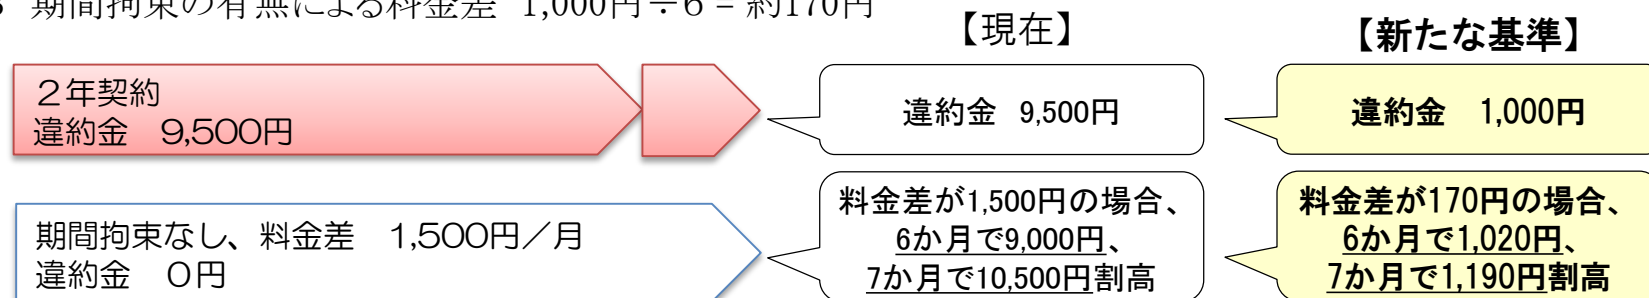 期間拘束の有無による料金差 1,000円÷6 = 約170円
【現在】
【新たな基準】
２年契約
違約金　9,500円
違約金 9,500円
違約金　1,000円
期間拘束なし、料金差　1,500円／月
違約金　０円
料金差が1,500円の場合、
6か月で9,000円、
7か月で10,500円割高
料金差が170円の場合、
6か月で1,020円、
7か月で1,190円割高